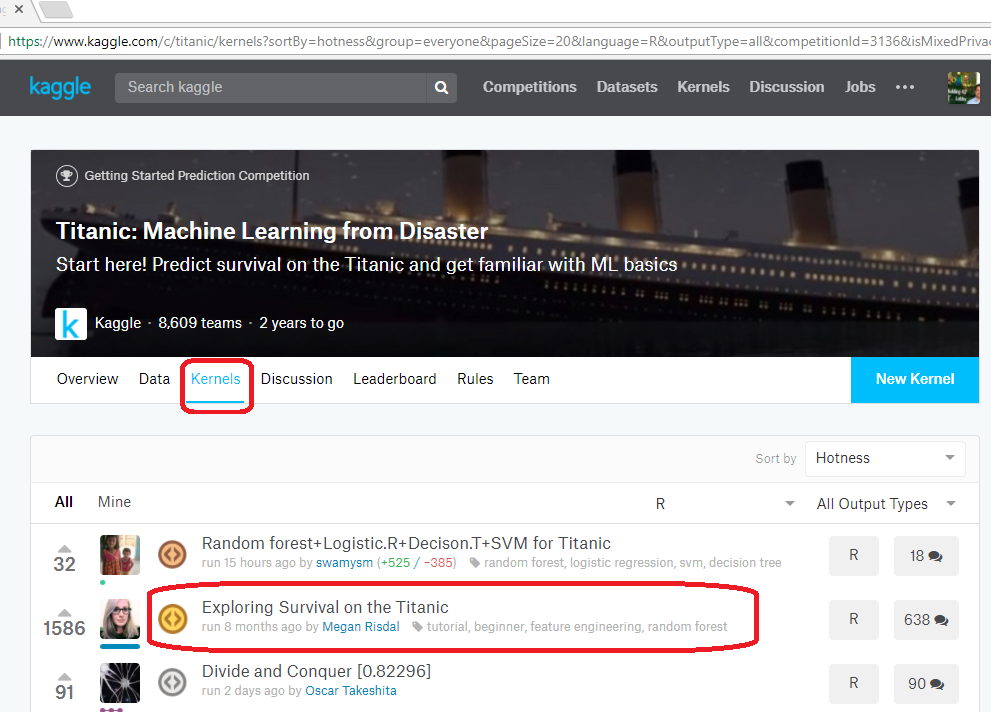 https://www.kaggle.com/c/titanic/kernels?sortBy=hotness&group=everyone&pageSize=20&language=R&outputType=all&competitionId=3136&isMixedPriva
kaggle Search kaggle Competitions Datasets Kernels Discussion Jobs
Getting Started Prediction Competition
Titanic: Machine Learning from Disaster
Start here! Predict survival on the Titanic and get familiar with ML basics
k Kaggle · 8,609 teams · 2 years to go
Overview Data Kernels Discussion Leaderboard Rules Team New Kernel
Sort by Hotness
All Mine R All Output Types
Random forest+Logistic.R+Decison.T+SVM for Titanic
32 R 18
run 15 hours ago by swamysm (+525 / −385) random forest, logistic regression, svm, decision tree
Exploring Survival on the Titanic
1586 R 638
run 8 months ago by Megan Risdal tutorial, beginner, feature engineering, random forest
Divide and Conquer [0.82296]
91 R 90
run 2 days ago by Oscar Takeshita